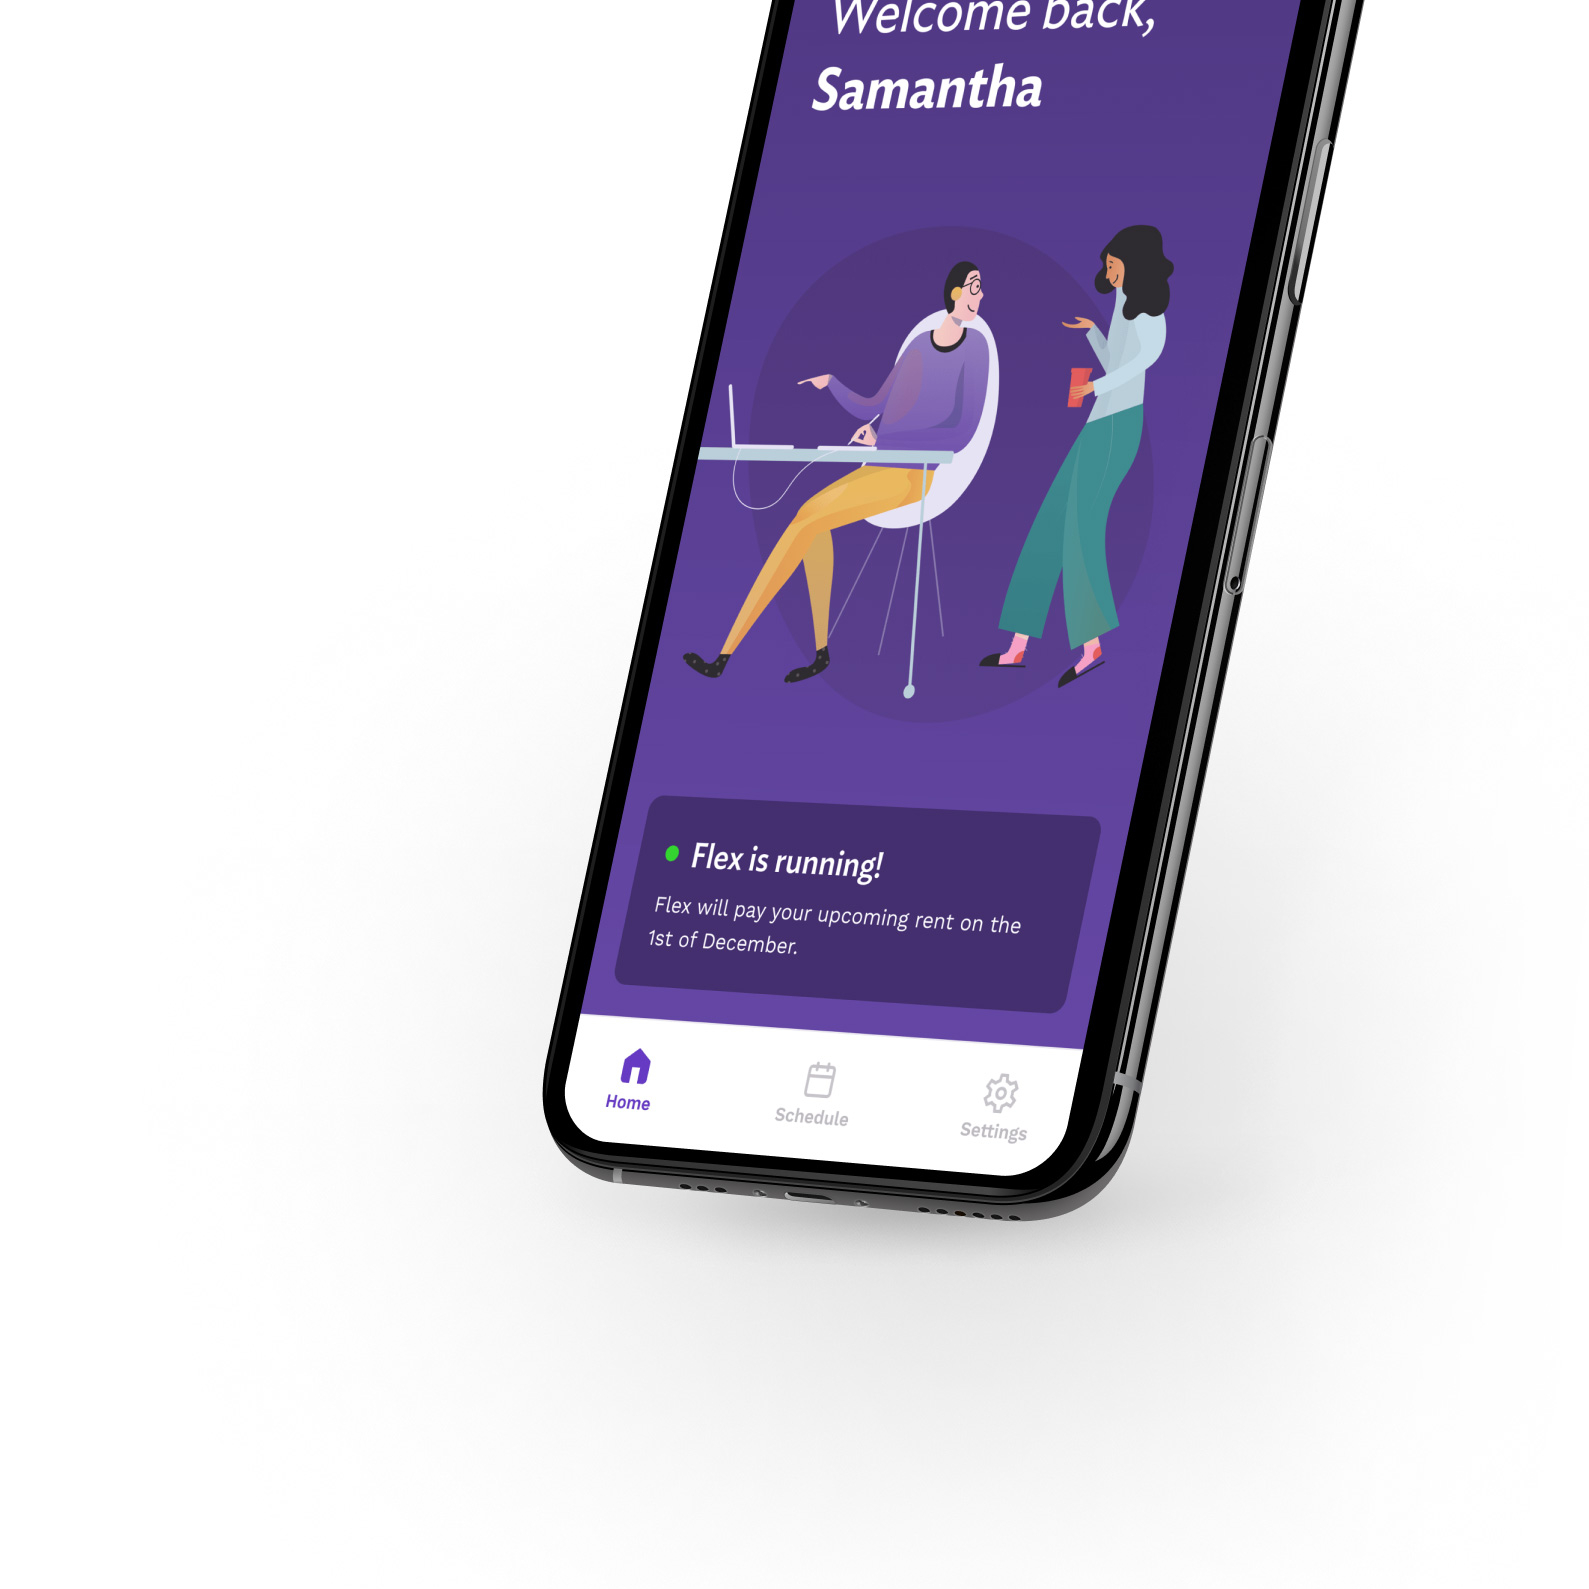 Welcome back,
Samantha
Flex is running!
Flex will pay your upcoming rent on the
1st of December.
Home
Schedule
Settings